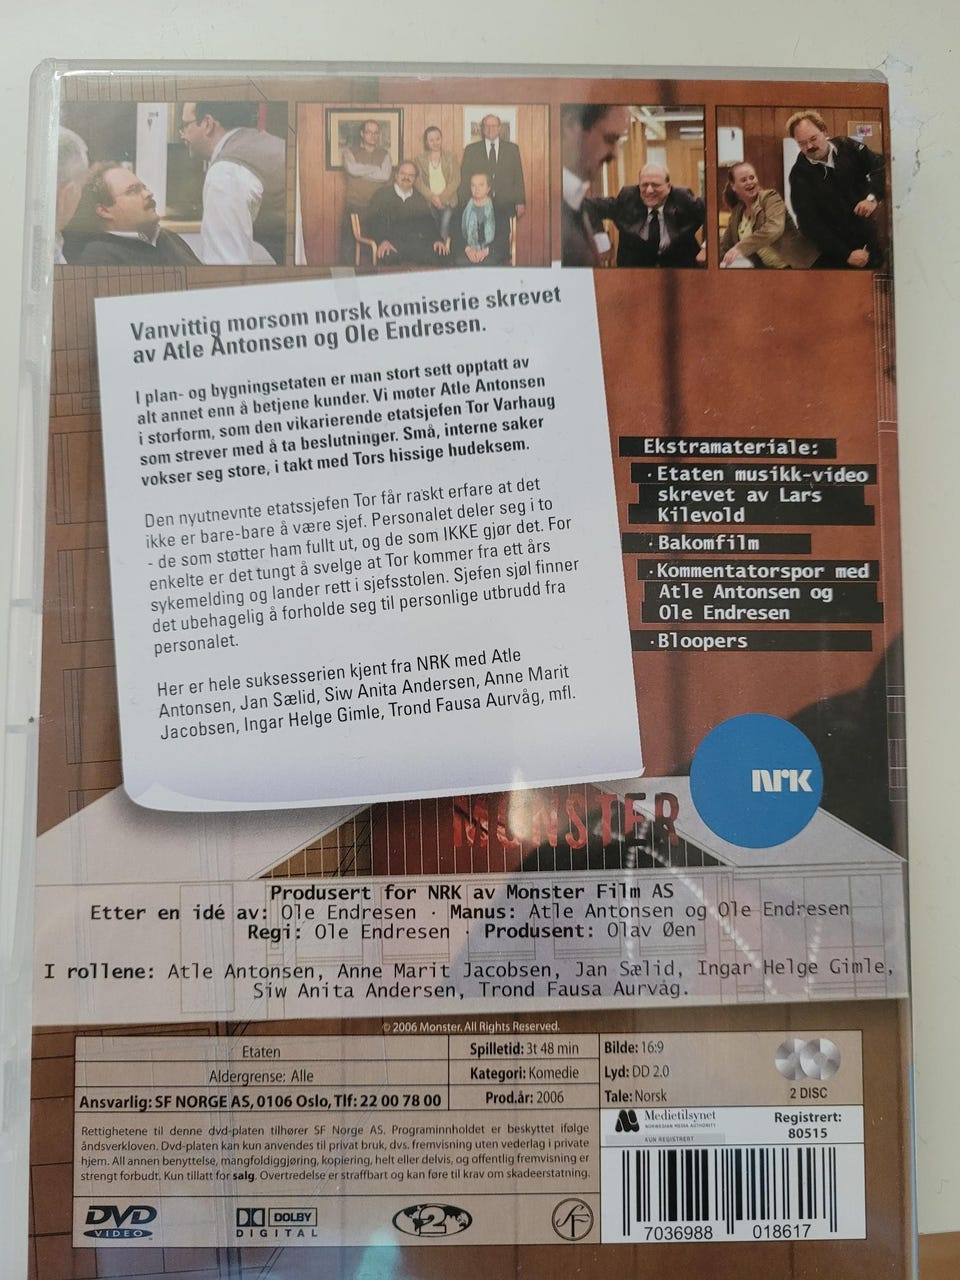 Vanvittig morsom norsk komiserie skrevet
av Atle Antonsen og Ole Endresen.
I plan- og bygningsetaten er man stort sett opptatt av
alt annet enn å betjene kunder. Vi møter Atle Antonsen
i storform, som den vikarierende etatsjefen Tor Varhaug
som strever med å ta beslutninger. Små, interne saker
vokser seg store, i takt med Tors hissige hudeksem.
Den nyutnevnte etatssjefen Tor får raskt erfare at det
ikke er bare-bare å være sjef. Personalet deler seg i to
- de som støtter ham fullt ut, og de som IKKE gjør det. For
enkelte er det tungt å svelge at Tor kommer fra ett års
sykemelding og lander rett i sjefsstolen. Sjefen sjøl finner
det ubehagelig å forholde seg til personlige utbrudd fra
personalet.
Her er hele suksesserien kjent fra NRK med Atle
Antonsen, Jan Sælid, Siw Anita Andersen, Anne Marit
Jacobsen, Ingar Helge Gimle, Trond Fausa Aurvåg, mfl.
Ekstramateriale:
·Etaten musikk-video
skrevet av Lars
Kilevold
·Bakomfilm
·Kommentatorspor med
Atle Antonsen og
Ole Endresen
·Bloopers
NRK
MONSTER
Produsert for NRK av Monster Film AS
Etter en idé av: Ole Endresen · Manus: Atle Antonsen og Ole Endresen
Regi: Ole Endresen · Produsent: Olav Øen
I rollene: Atle Antonsen, Anne Marit Jacobsen, Jan Sælid, Ingar Helge Gimle,
Siw Anita Andersen, Trond Fausa Aurvåg.
© 2006 Monster. All Rights Reserved.
Etaten
Aldergrense: Alle
Ansvarlig: SF NORGE AS, 0106 Oslo, Tlf: 22 00 78 00
Spilletid: 3t 48 min
Kategori: Komedie
Prod.år: 2006
Bilde: 16:9
Lyd: DD 2.0
Tale: Norsk
2 DISC
Rettighetene til denne dvd-platen tilhører SF Norge AS. Programinnholdet er beskyttet ifølge
åndsverkloven. Dvd-platen kan kun anvendes til privat bruk, dvs. fremvisning uten vederlag i private
hjem. All annen benyttelse, mangfoldiggjøring, kopiering, helt eller delvis, og offentlig fremvisning er
strengt forbudt. Kun tillatt for salg. Overtredelse er straffbart og kan føre til krav om skadeerstatning.
Medietilsynet
NORWEGIAN MEDIA AUTHORITY
KUN REGISTRERT
Registrert:
80515
DVD
VIDEO
DOLBY
DIGITAL
2
SF
7036988 018617